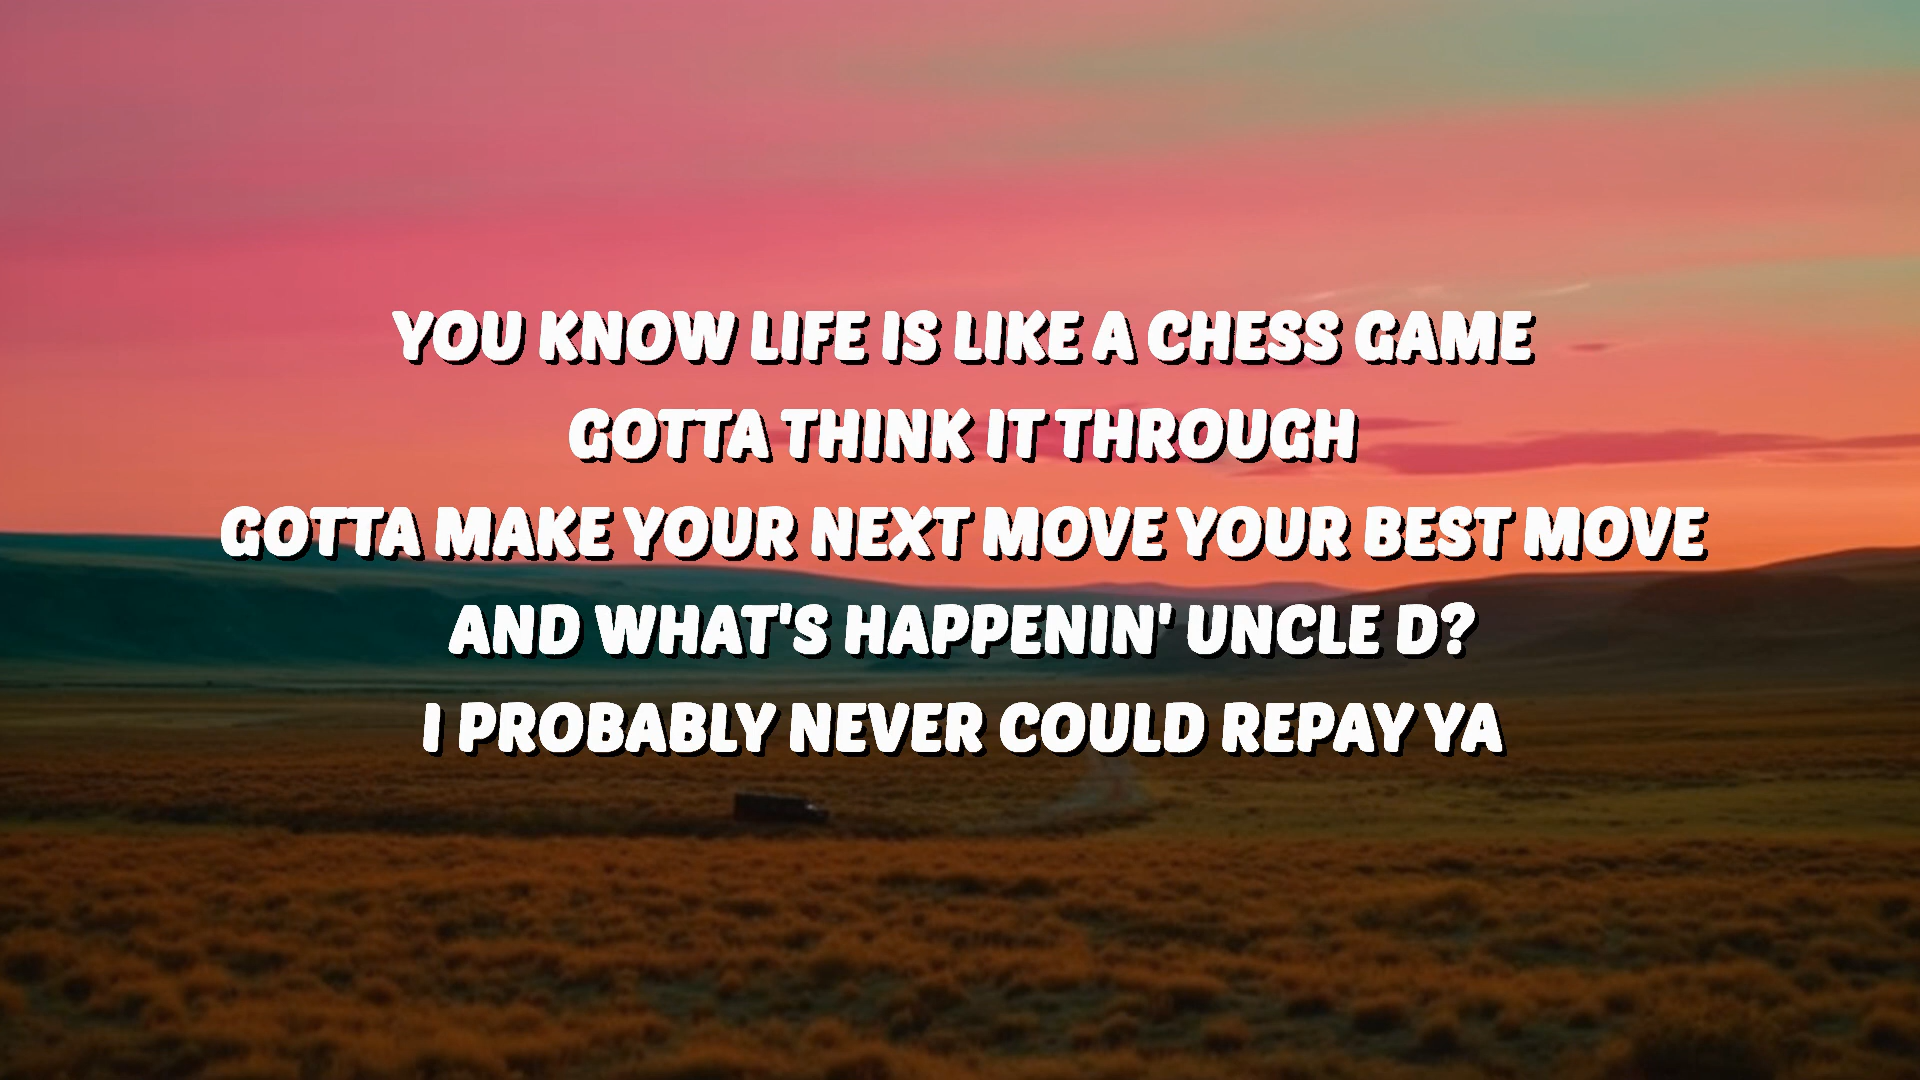 YOU KNOW LIFE IS LIKE A CHESS GAME
GOTTA THINK IT THROUGH
GOTTA MAKE YOUR NEXT MOVE YOUR BEST MOVE
AND WHAT'S HAPPENIN' UNCLE D?
I PROBABLY NEVER COULD REPAY YA